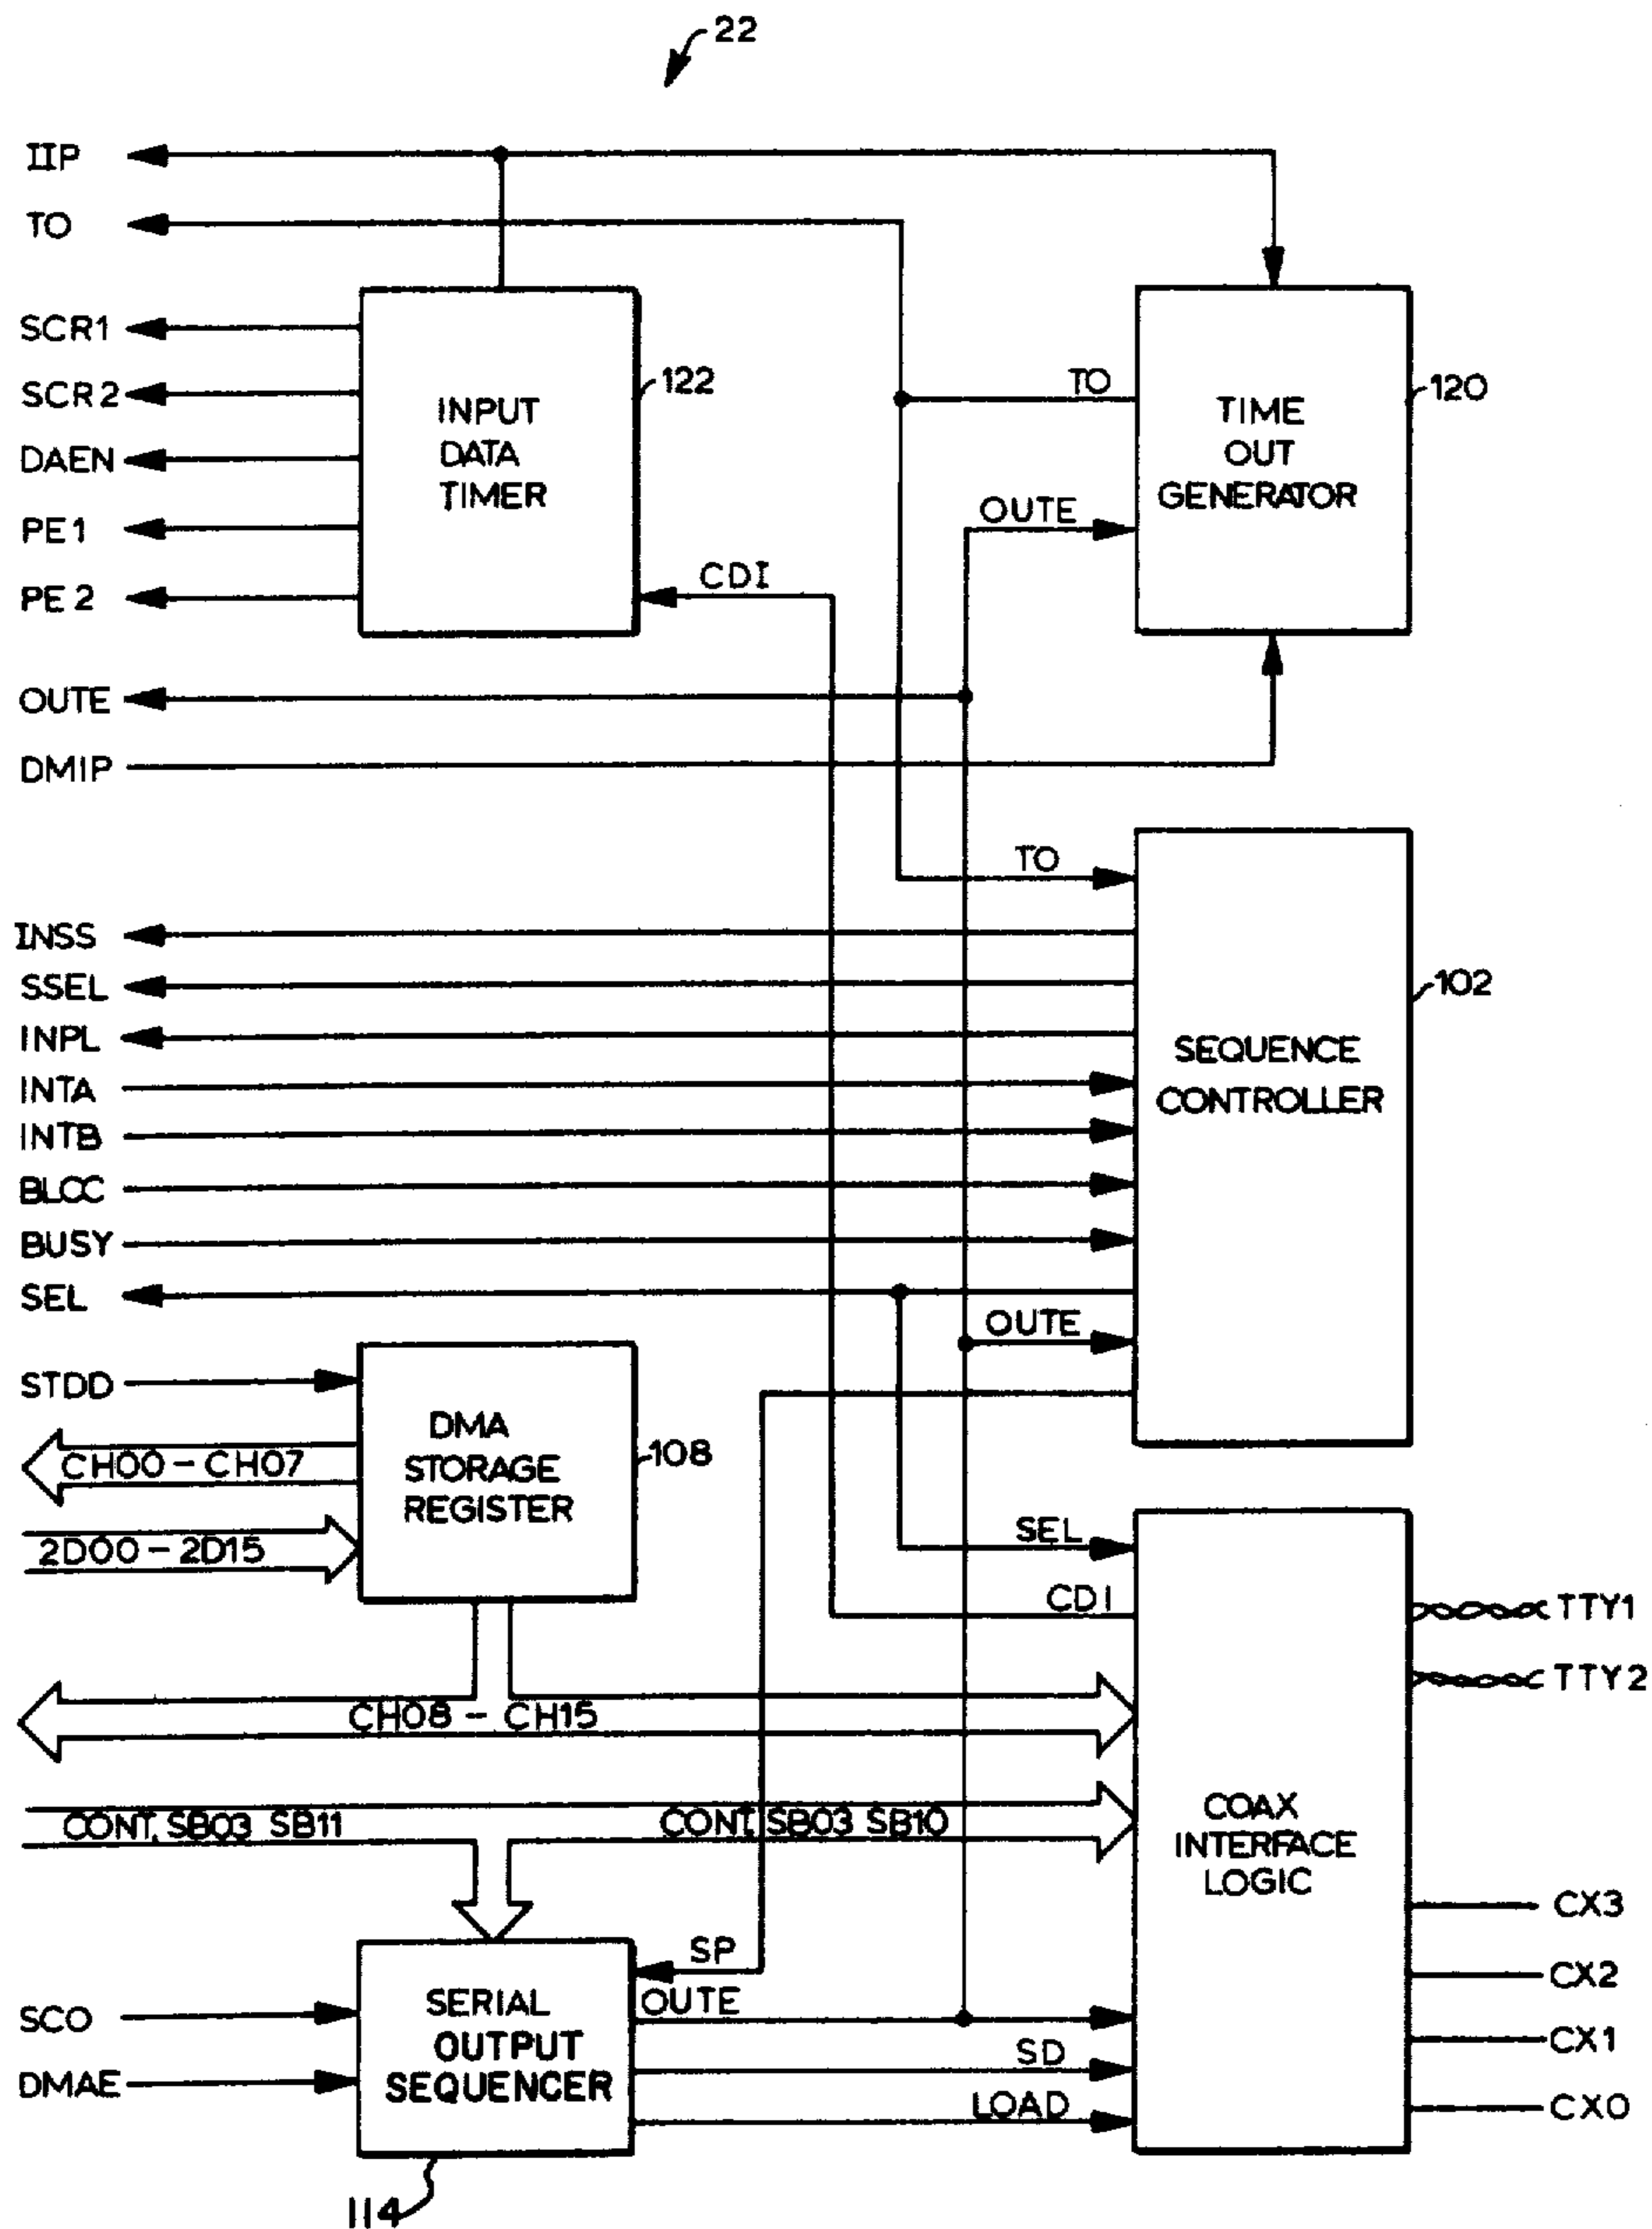 22
IIP
TO
SCR1
SCR2
DAEN
PE1
PE2
INPUT
DATA
TIMER
122
CDI
TO
OUTE
TIME
OUT
GENERATOR
120
OUTE
DMIP
TO
INSS
SSEL
INPL
INTA
INTB
BLOC
BUSY
SEL
OUTE
SEQUENCE
CONTROLLER
102
STDD
CH00 - CH07
2D00 - 2D15
DMA
STORAGE
REGISTER
108
SEL
CDI
CH08 - CH15
CONT, SB03 SB11
CONT, SB03 SB10
COAX
INTERFACE
LOGIC
TTY1
TTY2
CX3
CX2
CX1
CX0
SP
OUTE
SD
LOAD
SCO
DMAE
SERIAL
OUTPUT
SEQUENCER
114